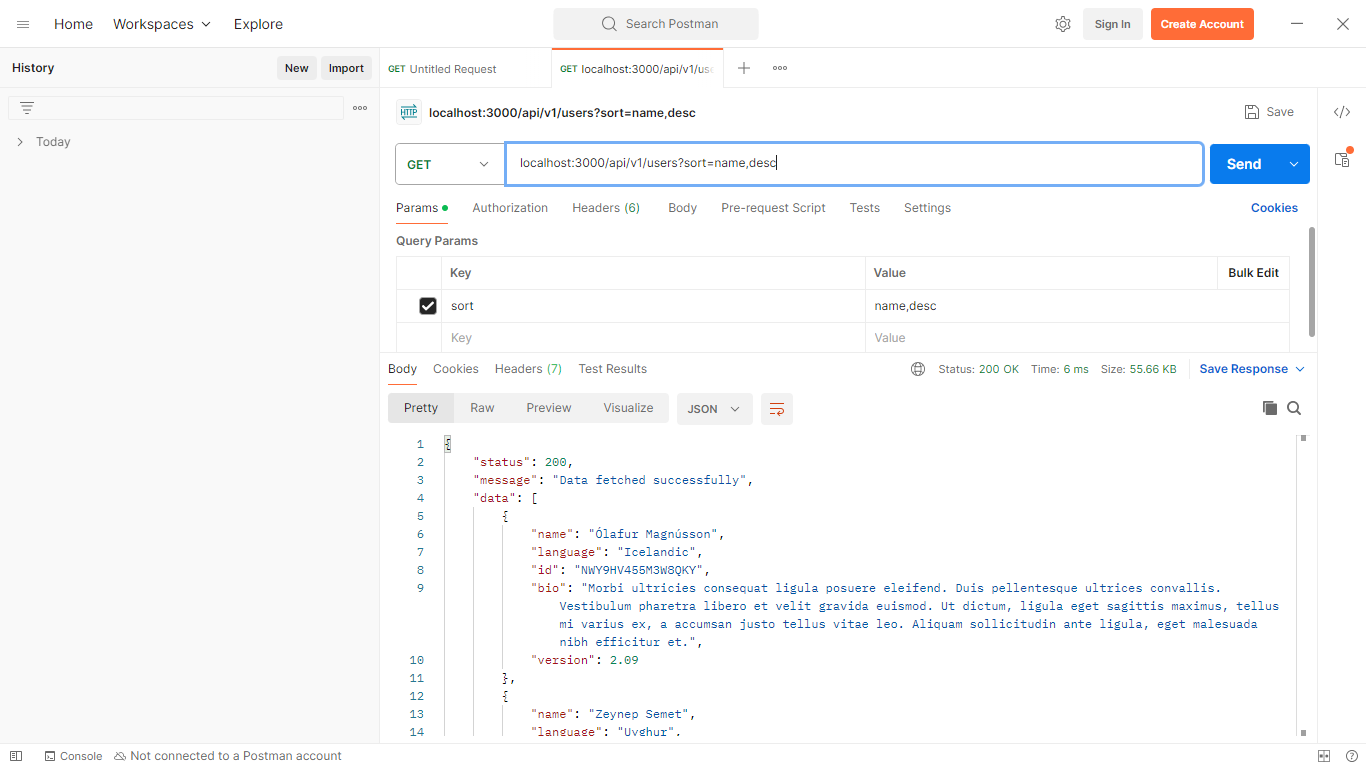 Home Workspaces Explore Search Postman Sign In Create Account
History New Import
GET Untitled Request GET localhost:3000/api/v1/us
Today
HTTP localhost:3000/api/v1/users?sort=name,desc Save
GET localhost:3000/api/v1/users?sort=name,desc Send
Params Authorization Headers (6) Body Pre-request Script Tests Settings Cookies
Query Params
Key Value Bulk Edit
sort name,desc
Key Value
Body Cookies Headers (7) Test Results Status: 200 OK Time: 6 ms Size: 55.66 KB Save Response
Pretty Raw Preview Visualize JSON
1 {
2 "status": 200,
3 "message": "Data fetched successfully",
4 "data": [
5 {
6 "name": "Ólafur Magnússon",
7 "language": "Icelandic",
8 "id": "NWY9HV455M3W8QKY",
9 "bio": "Morbi ultricies consequat ligula posuere eleifend. Duis pellentesque ultrices convallis.
Vestibulum pharetra libero et velit gravida euismod. Ut dictum, ligula eget sagittis maximus, tellus
mi varius ex, a accumsan justo tellus vitae leo. Aliquam sollicitudin ante ligula, eget malesuada
nibh efficitur et.",
10 "version": 2.09
11 },
12 {
13 "name": "Zeynep Semet",
14 "language": "Uyghur",
Console Not connected to a Postman account